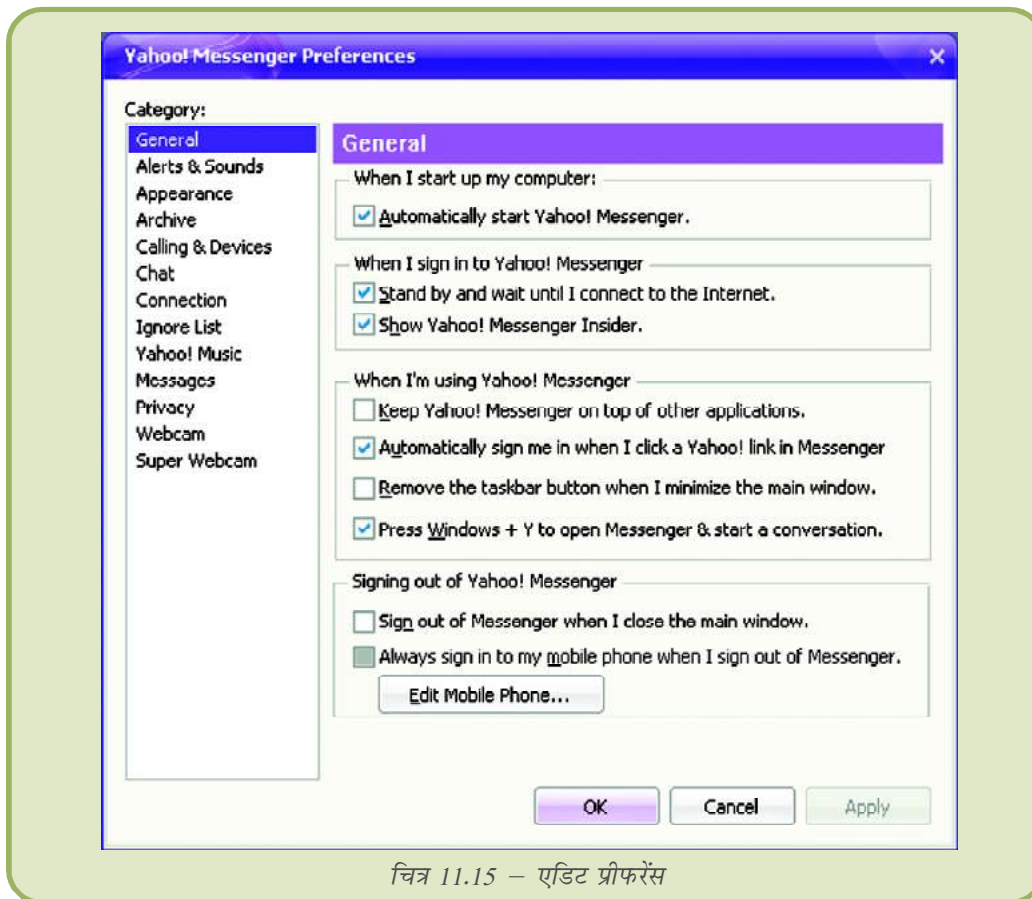 Yahoo! Messenger Preferences
Category:
General
Alerts & Sounds
Appearance
Archive
Calling & Devices
Chat
Connection
Ignore List
Yahoo! Music
Messages
Privacy
Webcam
Super Webcam
General
When I start up my computer:
Automatically start Yahoo! Messenger.
When I sign in to Yahoo! Messenger
Stand by and wait until I connect to the Internet.
Show Yahoo! Messenger Insider.
When I'm using Yahoo! Messenger
Keep Yahoo! Messenger on top of other applications.
Automatically sign me in when I click a Yahoo! link in Messenger
Remove the taskbar button when I minimize the main window.
Press Windows + Y to open Messenger & start a conversation.
Signing out of Yahoo! Messenger
Sign out of Messenger when I close the main window.
Always sign in to my mobile phone when I sign out of Messenger.
Edit Mobile Phone...
OK
Cancel
Apply
चित्र 11.15 – एडिट प्रीफरेंस